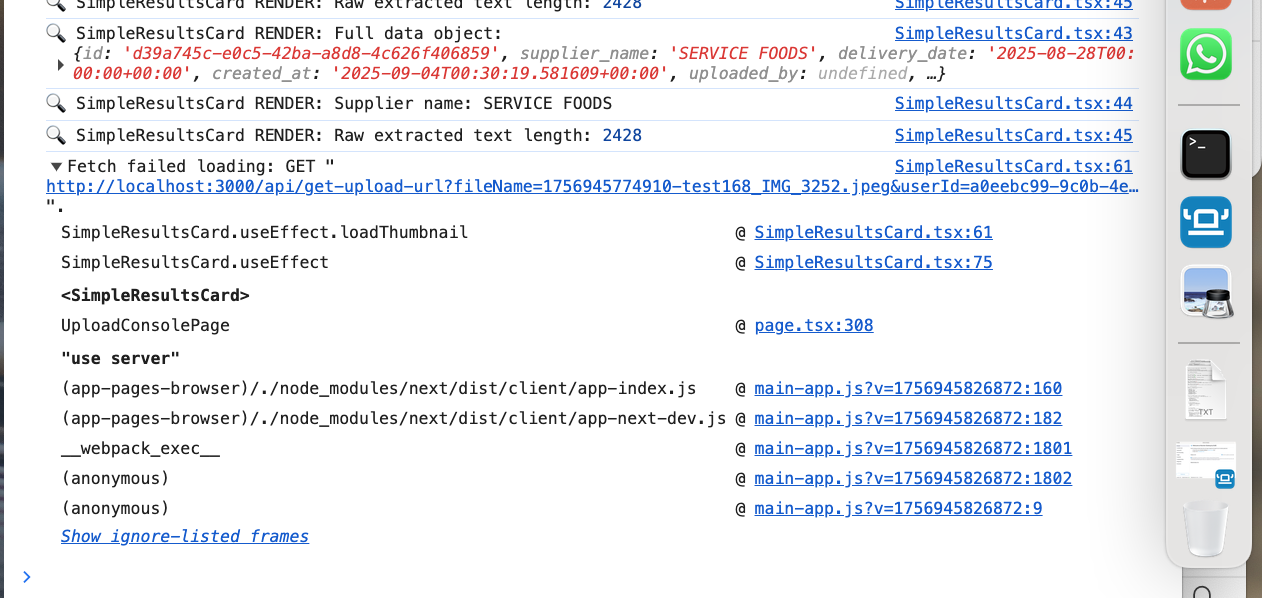 SimpleResultsCard RENDER: Raw extracted text length: 2428 SimpleResultsCard.tsx:45
SimpleResultsCard RENDER: Full data object: SimpleResultsCard.tsx:43
{id: 'd39a745c-e0c5-42ba-a8d8-4c626f406859', supplier_name: 'SERVICE FOODS', delivery_date: '2025-08-28T00:
00:00+00:00', created_at: '2025-09-04T00:30:19.581609+00:00', uploaded_by: undefined, …}
SimpleResultsCard RENDER: Supplier name: SERVICE FOODS SimpleResultsCard.tsx:44
SimpleResultsCard RENDER: Raw extracted text length: 2428 SimpleResultsCard.tsx:45
Fetch failed loading: GET " SimpleResultsCard.tsx:61
http://localhost:3000/api/get-upload-url?fileName=1756945774910-test168_IMG_3252.jpeg&userId=a0eebc99-9c0b-4e…
".
SimpleResultsCard.useEffect.loadThumbnail @ SimpleResultsCard.tsx:61
SimpleResultsCard.useEffect @ SimpleResultsCard.tsx:75
<SimpleResultsCard>
UploadConsolePage @ page.tsx:308
"use server"
(app-pages-browser)/./node_modules/next/dist/client/app-index.js @ main-app.js?v=1756945826872:160
(app-pages-browser)/./node_modules/next/dist/client/app-next-dev.js @ main-app.js?v=1756945826872:182
__webpack_exec__ @ main-app.js?v=1756945826872:1801
(anonymous) @ main-app.js?v=1756945826872:1802
(anonymous) @ main-app.js?v=1756945826872:9
Show ignore-listed frames
>
>_
TXT